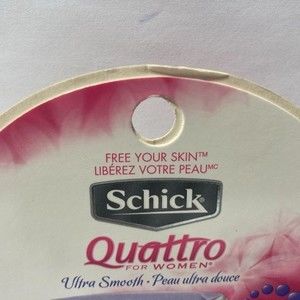 FREE YOUR SKIN™
LIBÉREZ VOTRE PEAU MC
Schick
Quattro
FOR WOMEN®
Ultra Smooth • Peau ultra douce